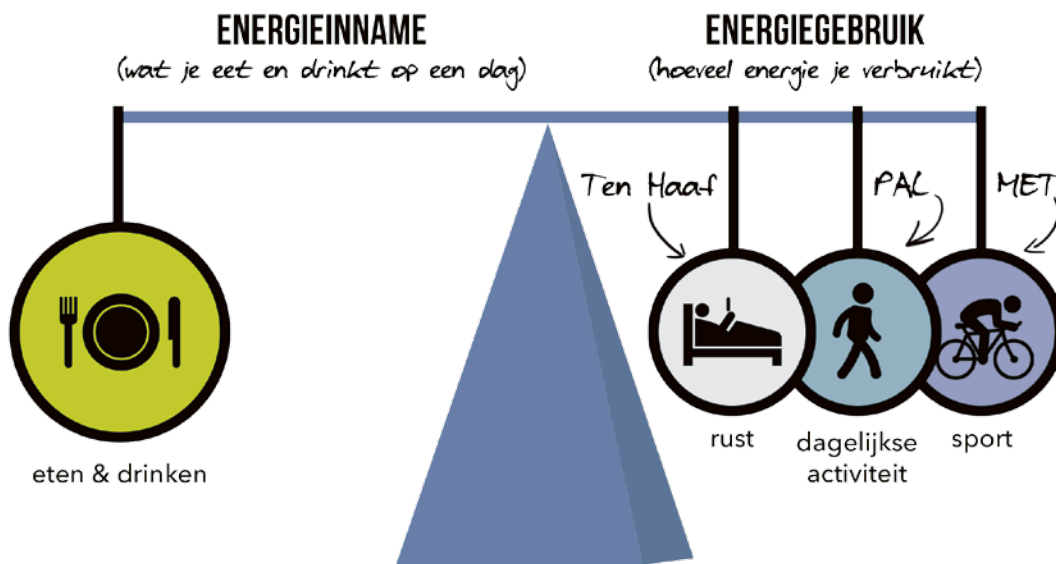 ENERGIEINNAME
(wat je eet en drinkt op een dag)
ENERGIEGEBRUIK
(hoeveel energie je verbruikt)
Ten Haaf
PAL
MET
eten & drinken
rust
dagelijkse
activiteit
sport